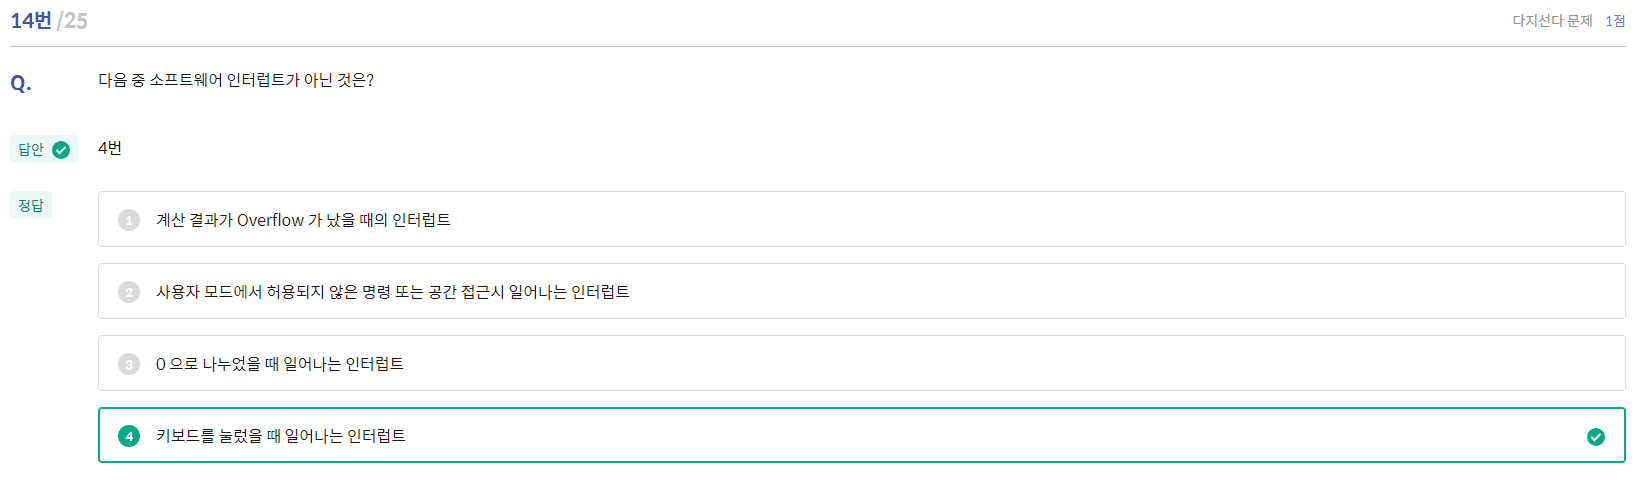 14번 /25
다지선다 문제 1점
Q. 다음 중 소프트웨어 인터럽트가 아닌 것은?
답안 4번
정답
1 계산 결과가 Overflow 가 났을 때의 인터럽트
2 사용자 모드에서 허용되지 않은 명령 또는 공간 접근시 일어나는 인터럽트
3 0 으로 나누었을 때 일어나는 인터럽트
4 키보드를 눌렀을 때 일어나는 인터럽트